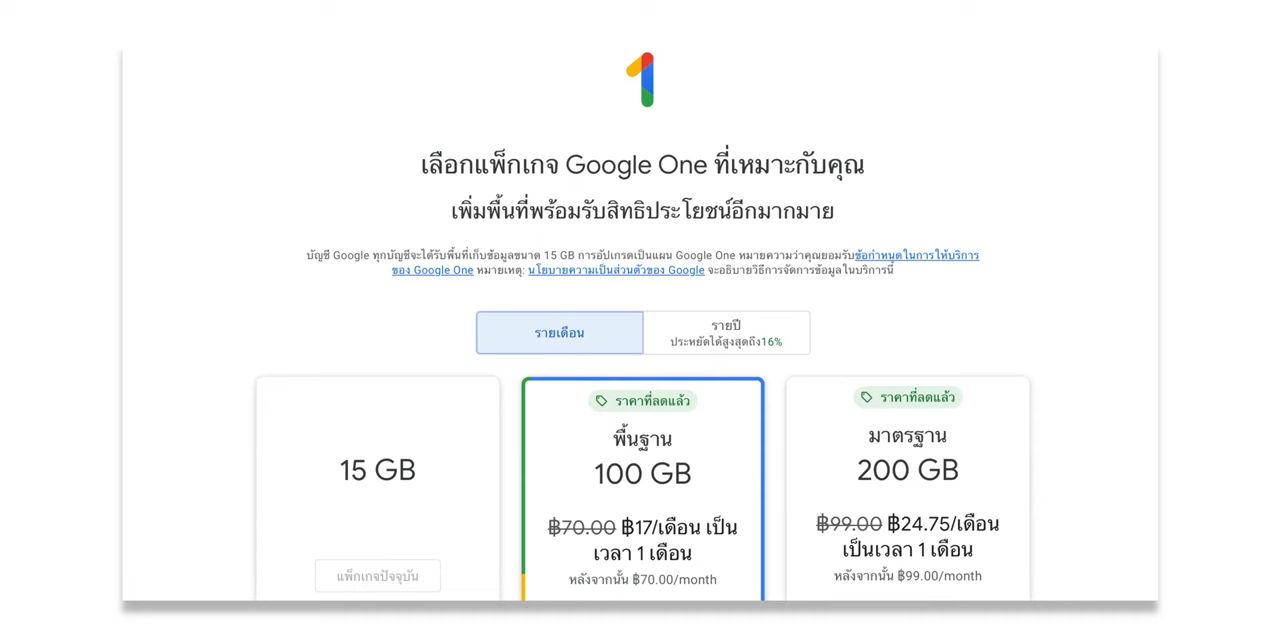 เลือกแพ็กเกจ Google One ที่เหมาะกับคุณ
เพิ่มพื้นที่พร้อมรับสิทธิประโยชน์อีกมากมาย
บัญชี Google ทุกบัญชีจะได้รับพื้นที่เก็บข้อมูลขนาด 15 GB การอัปเกรดเป็นแผน Google One หมายความว่าคุณยอมรับข้อกำหนดในการให้บริการ
ของ Google One หมายเหตุ: นโยบายความเป็นส่วนตัวของ Google จะอธิบายวิธีการจัดการข้อมูลในบริการนี้
รายเดือน
รายปี
ประหยัดได้สูงสุดถึง16%
15 GB
แพ็กเกจปัจจุบัน
ราคาที่ลดแล้ว
พื้นฐาน
100 GB
฿70.00 ฿17/เดือน เป็น
เวลา 1 เดือน
หลังจากนั้น ฿70.00/month
ราคาที่ลดแล้ว
มาตรฐาน
200 GB
฿99.00 ฿24.75/เดือน
เป็นเวลา 1 เดือน
หลังจากนั้น ฿99.00/month